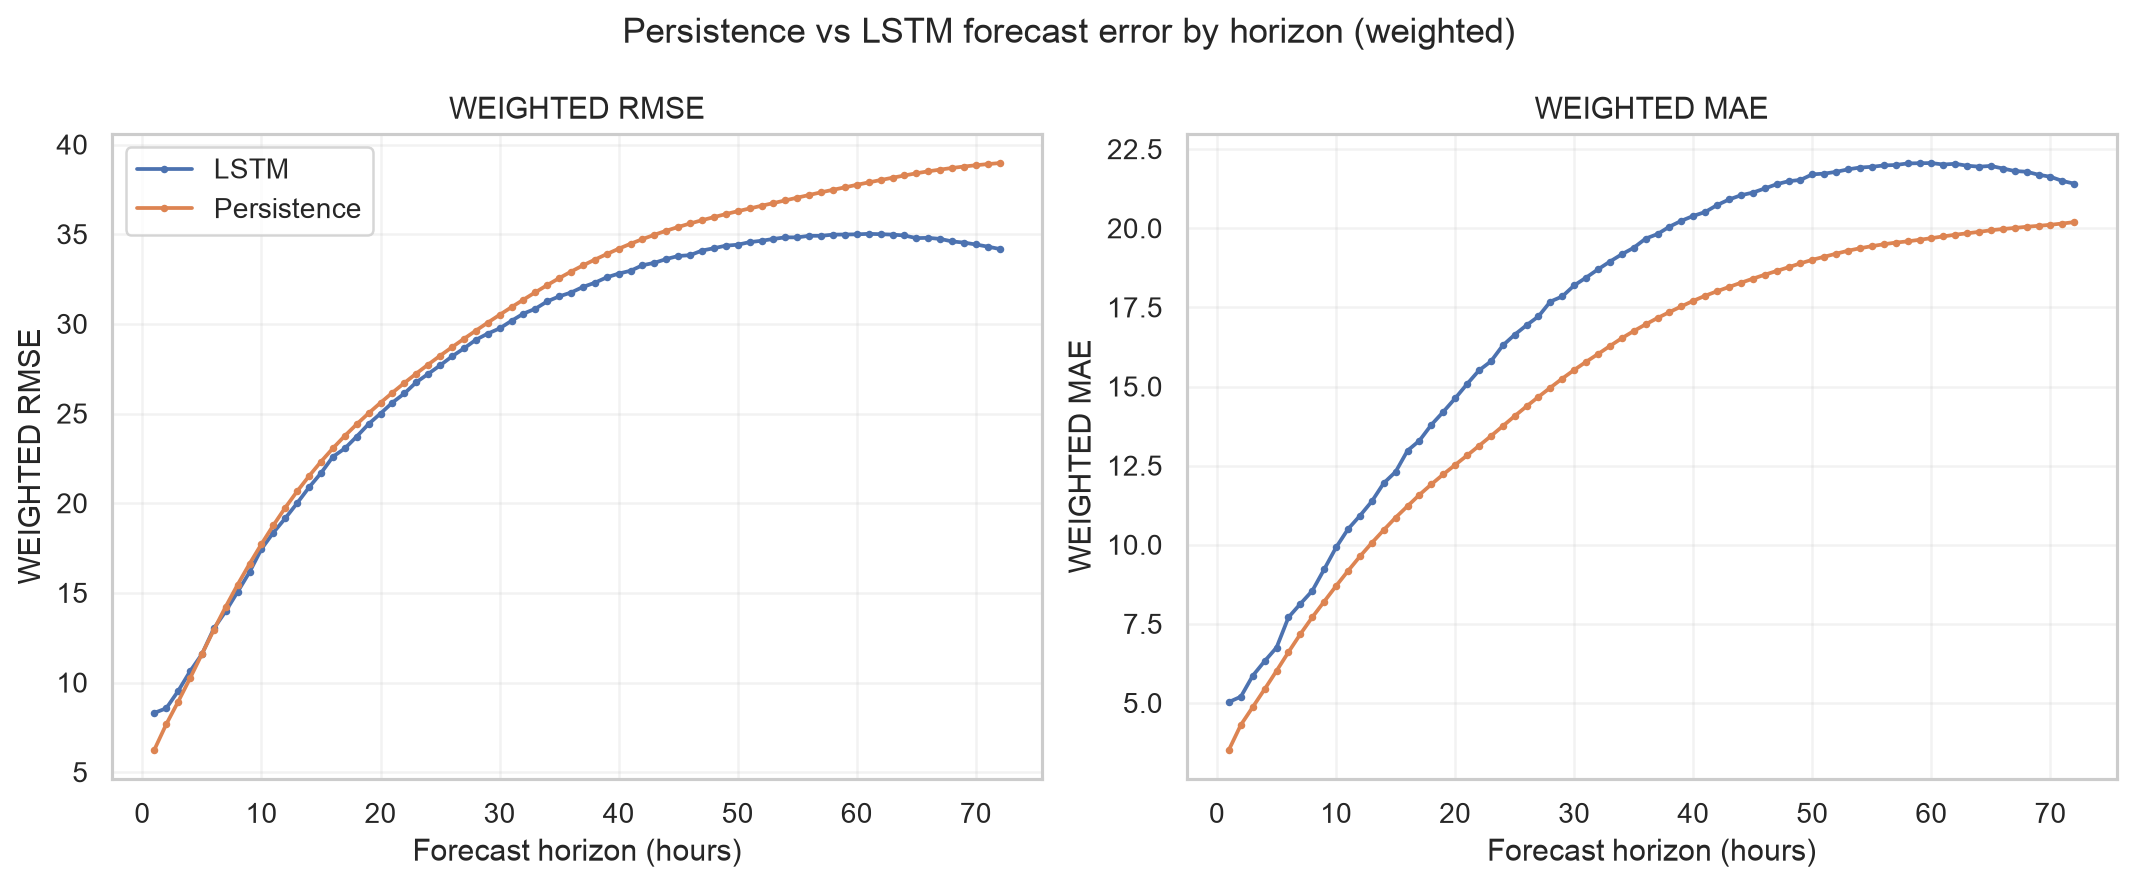 Persistence vs LSTM forecast error by horizon (weighted)
WEIGHTED RMSE
40
35
30
25
20
15
10
5
WEIGHTED RMSE
LSTM
Persistence
0 10 20 30 40 50 60 70
Forecast horizon (hours)
WEIGHTED MAE
22.5
20.0
17.5
15.0
12.5
10.0
7.5
5.0
WEIGHTED MAE
0 10 20 30 40 50 60 70
Forecast horizon (hours)